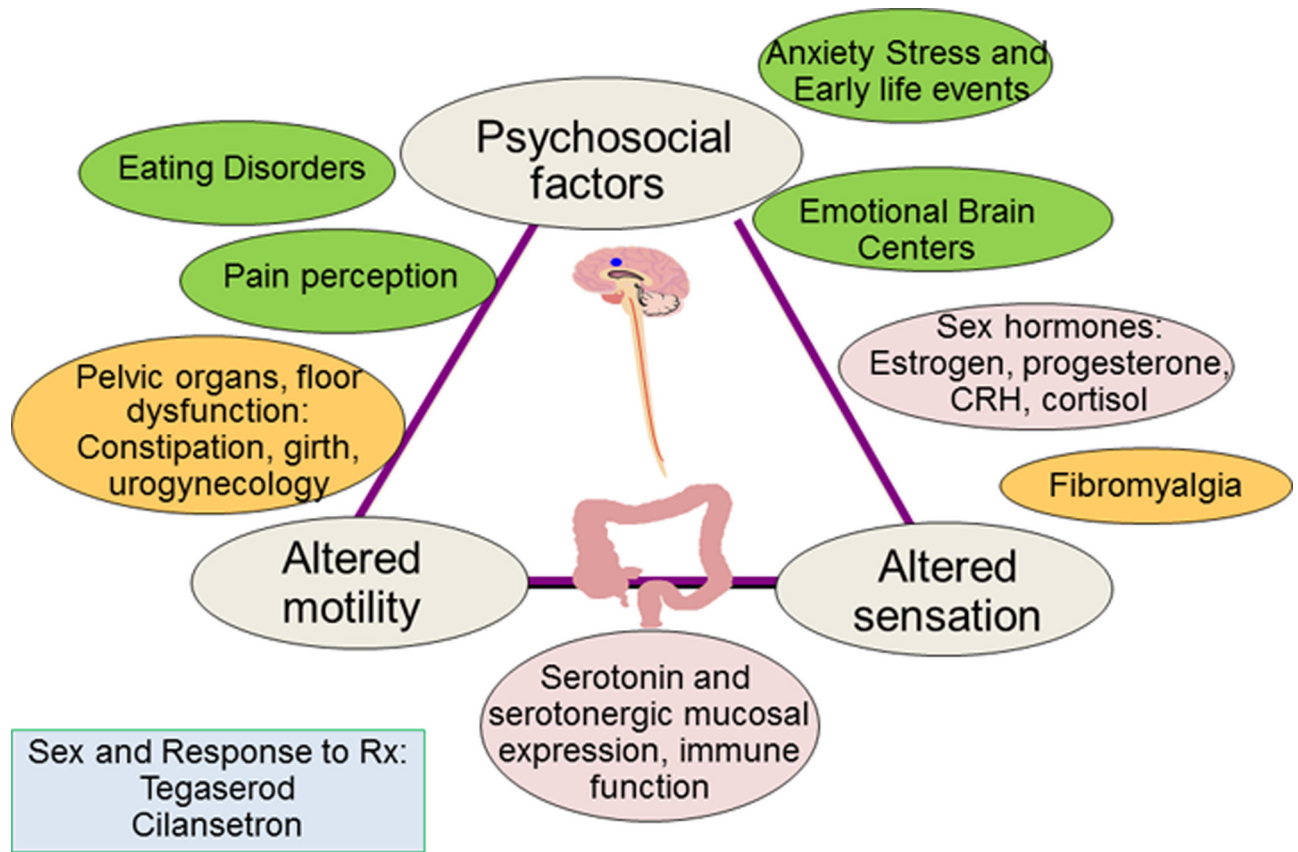 Anxiety Stress and
Early life events
Psychosocial
factors
Eating Disorders
Emotional Brain
Centers
Pain perception
Sex hormones:
Estrogen, progesterone,
CRH, cortisol
Pelvic organs, floor
dysfunction:
Constipation, girth,
urogynecology
Fibromyalgia
Altered
motility
Altered
sensation
Serotonin and
serotonergic mucosal
expression, immune
function
Sex and Response to Rx:
Tegaserod
Cilansetron